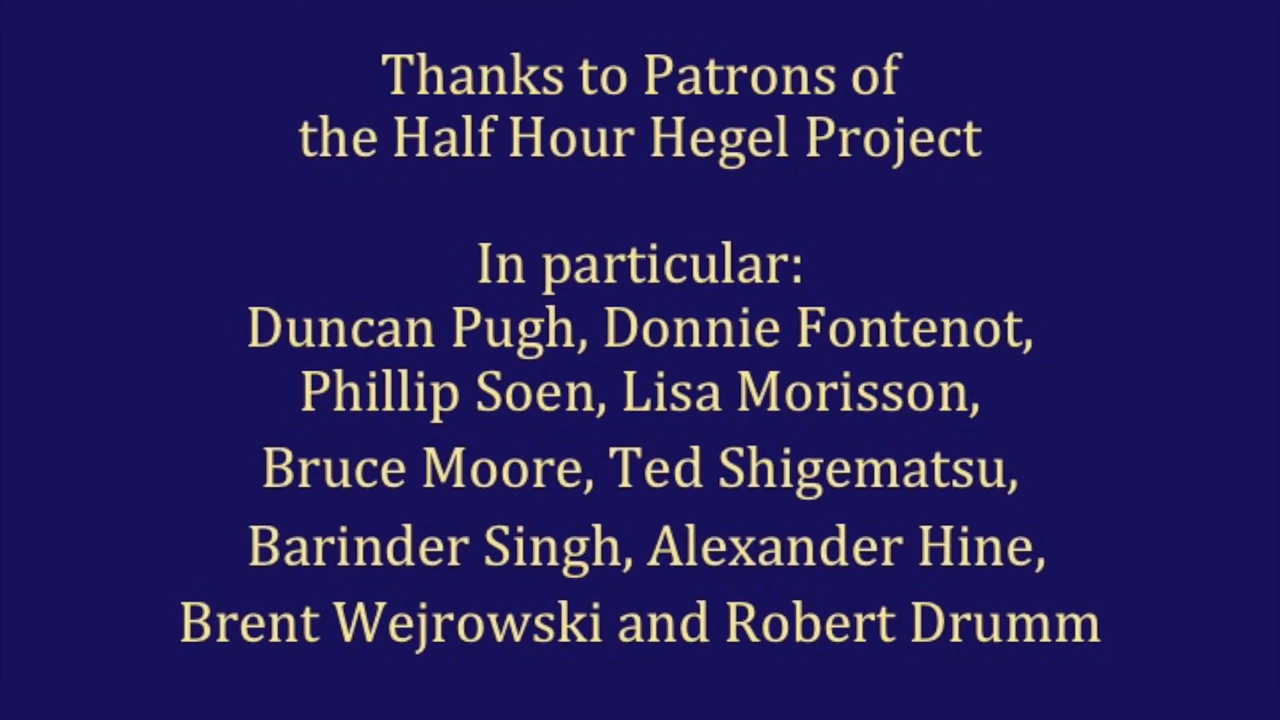 Thanks to Patrons of
the Half Hour Hegel Project
In particular:
Duncan Pugh, Donnie Fontenot,
Phillip Soen, Lisa Morisson,
Bruce Moore, Ted Shigematsu,
Barinder Singh, Alexander Hine,
Brent Wejrowski and Robert Drumm